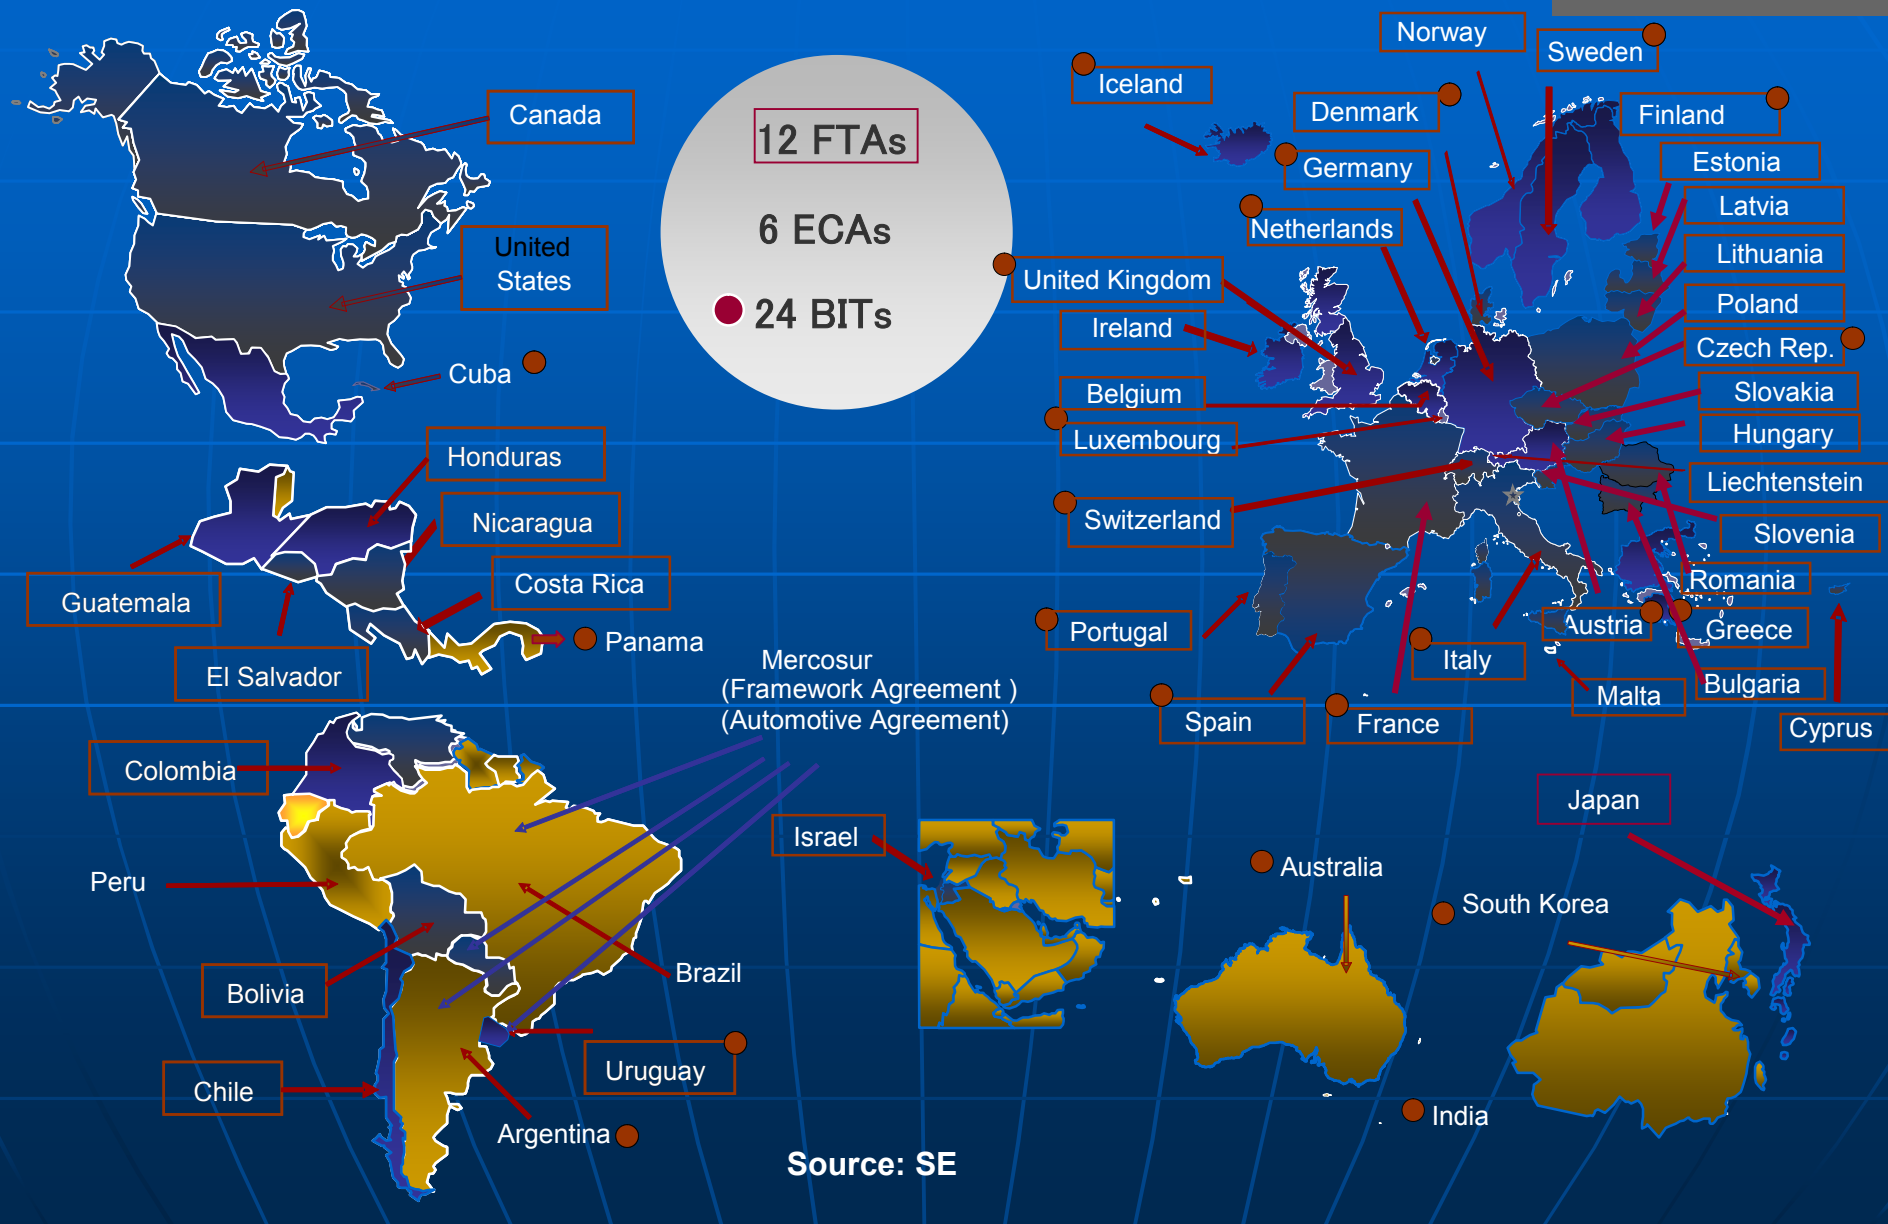 Norway
Sweden
Iceland
Canada
12 FTAs
Denmark
Finland
Germany
Estonia
Latvia
Netherlands
6 ECAs
United
States
Lithuania
United Kingdom
24 BITs
Poland
Ireland
Czech Rep.
Cuba
Belgium
Slovakia
Luxembourg
Hungary
Honduras
Liechtenstein
Nicaragua
Switzerland
Slovenia
Costa Rica
Romania
Guatemala
Portugal
Austria
Greece
Panama
Italy
El Salvador
Mercosur
(Framework Agreement )
(Automotive Agreement)
Malta
Bulgaria
Spain
France
Cyprus
Colombia
Japan
Israel
Peru
Australia
South Korea
Brazil
Bolivia
Uruguay
Chile
Argentina
India
Source: SE